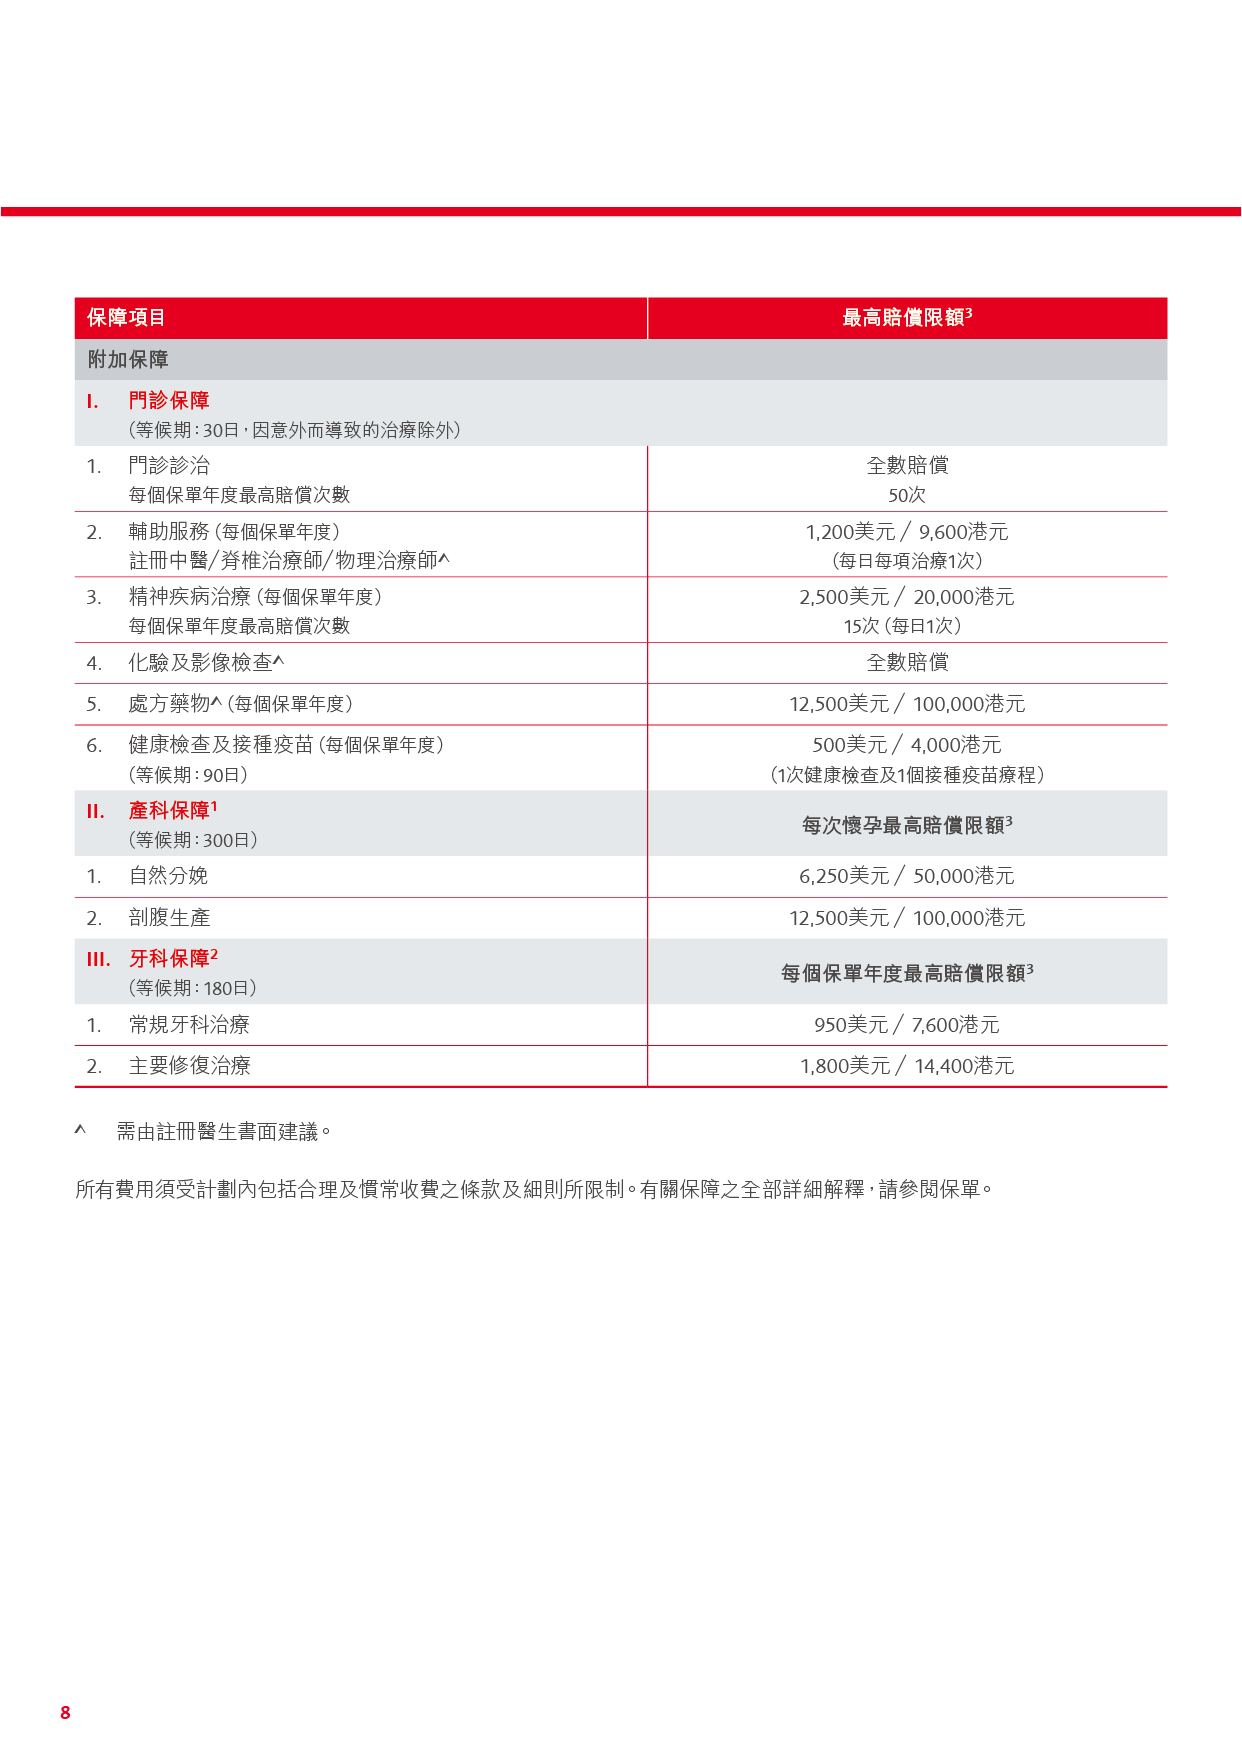 保障項目 最高賠償限額3
附加保障
I. 門診保障
(等候期：30日，因意外而導致的治療除外)
1. 門診診治 全數賠償
每個保單年度最高賠償次數 50次
2. 輔助服務 (每個保單年度) 1,200美元 / 9,600港元
註冊中醫/脊椎治療師/物理治療師^ (每日每項治療1次)
3. 精神疾病治療 (每個保單年度) 2,500美元 / 20,000港元
每個保單年度最高賠償次數 15次 (每日1次)
4. 化驗及影像檢查^ 全數賠償
5. 處方藥物^ (每個保單年度) 12,500美元 / 100,000港元
6. 健康檢查及接種疫苗 (每個保單年度) 500美元 / 4,000港元
(等候期：90日) (1次健康檢查及1個接種疫苗療程)
II. 產科保障1
(等候期：300日) 每次懷孕最高賠償限額3
1. 自然分娩 6,250美元 / 50,000港元
2. 剖腹生產 12,500美元 / 100,000港元
III. 牙科保障2
(等候期：180日) 每個保單年度最高賠償限額3
1. 常規牙科治療 950美元 / 7,600港元
2. 主要修復治療 1,800美元 / 14,400港元
^ 需由註冊醫生書面建議。
所有費用須受計劃內包括合理及慣常收費之條款及細則所限制。有關保障之全部詳細解釋，請參閱保單。
8